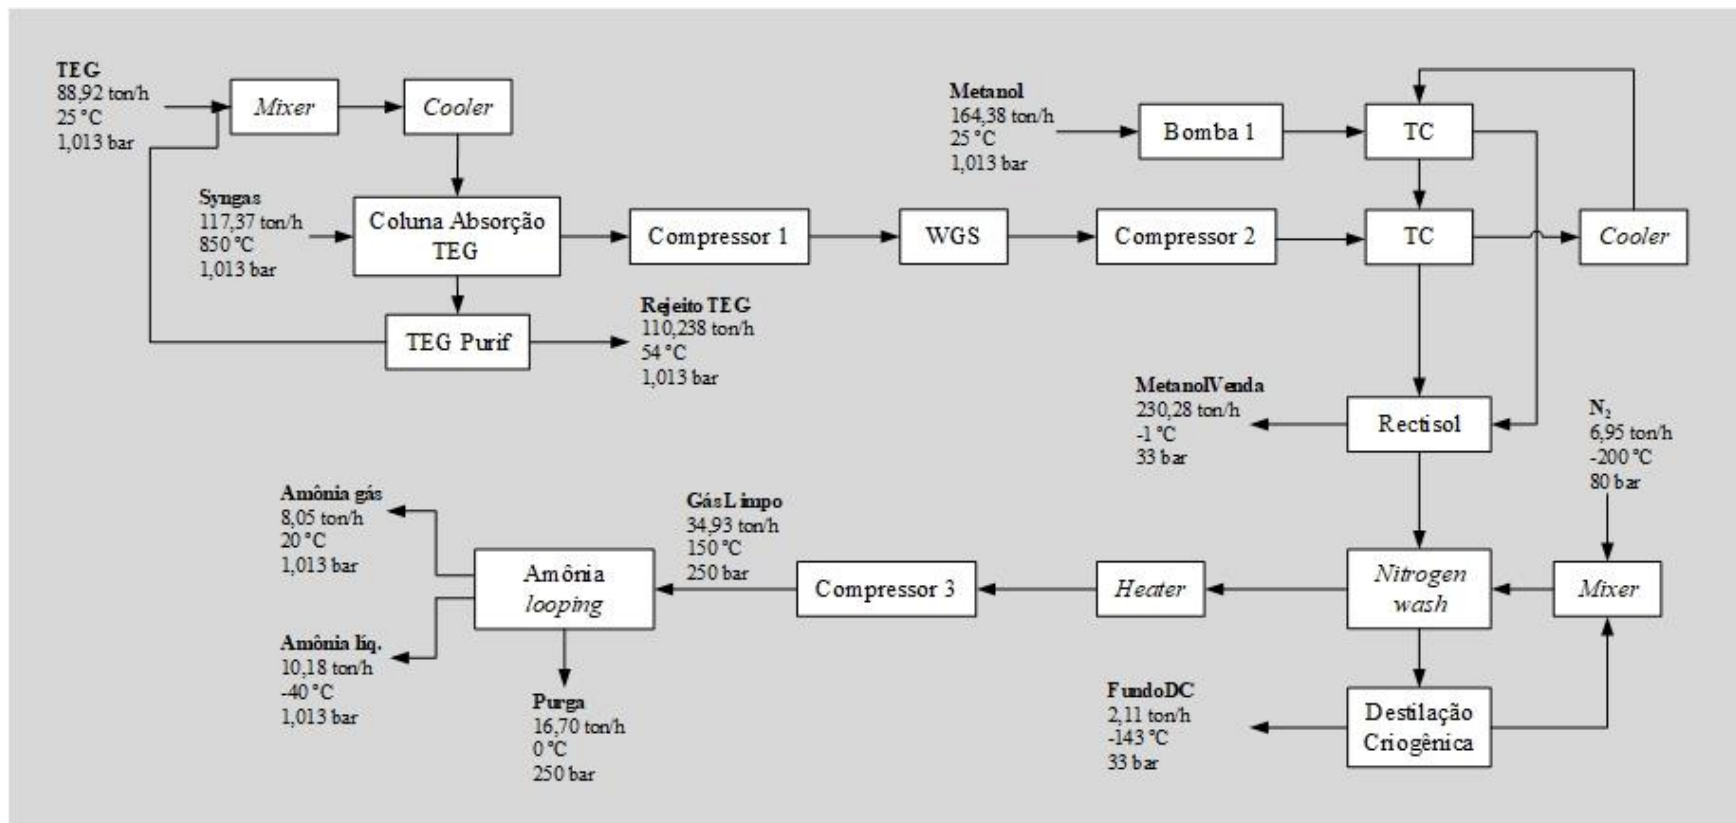 TEG
88,92 ton/h
25 °C
1,013 bar
Mixer
Cooler
Syngas
117,37 ton/h
850 °C
1,013 bar
Coluna Absorção
TEG
Compressor 1
WGS
Compressor 2
Metanol
164,38 ton/h
25 °C
1,013 bar
Bomba 1
TC
TC
Cooler
TEG Purif
Rejeito TEG
110,238 ton/h
54 °C
1,013 bar
MetanolVenda
230,28 ton/h
-1 °C
33 bar
Rectisol
N₂
6,95 ton/h
-200 °C
80 bar
Amônia gás
8,05 ton/h
20 °C
1,013 bar
Amônia
looping
Gás Limpo
34,93 ton/h
150 °C
250 bar
Compressor 3
Heater
Nitrogen
wash
Mixer
Amônia líq.
10,18 ton/h
-40 °C
1,013 bar
Purga
16,70 ton/h
0 °C
250 bar
FundoDC
2,11 ton/h
-143 °C
33 bar
Destilação
Criogênica